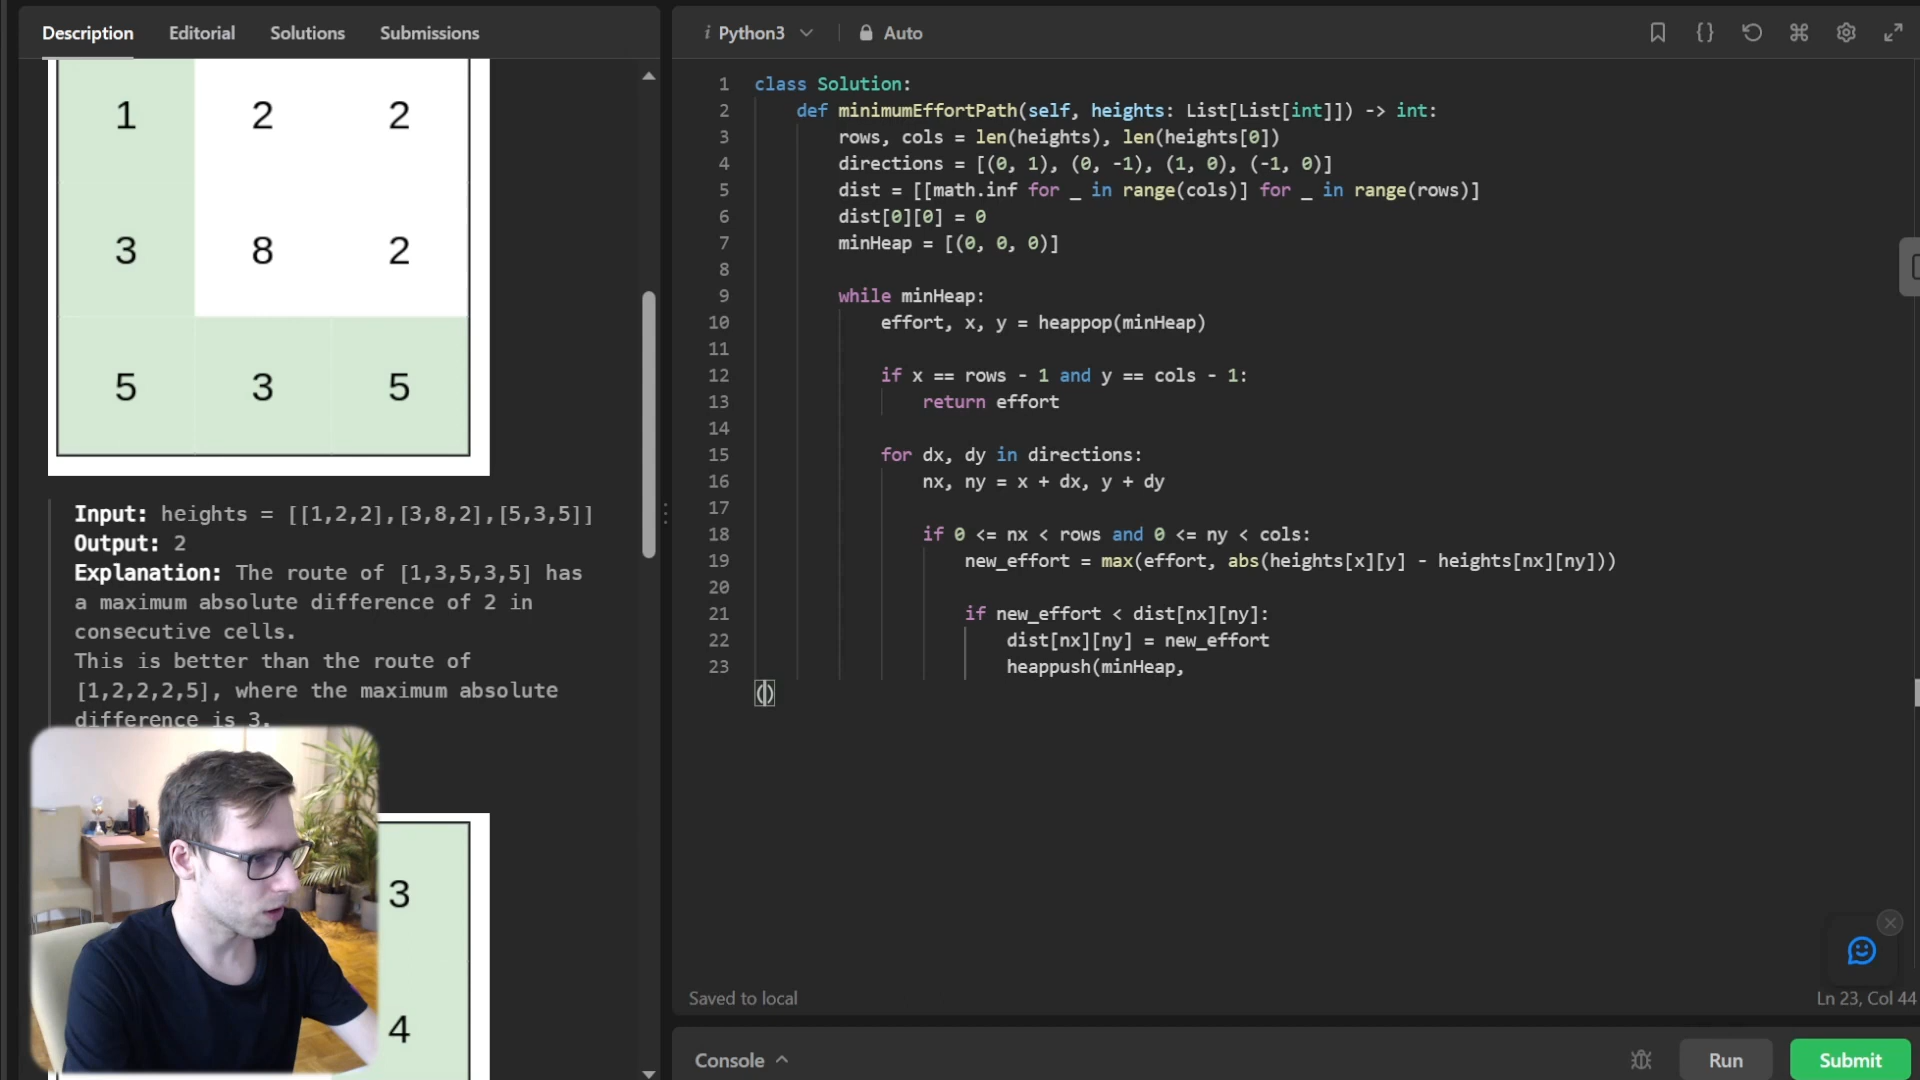 Description Editorial Solutions Submissions
1 2 2
3 8 2
5 3 5
Input: heights = [[1,2,2],[3,8,2],[5,3,5]]
Output: 2
Explanation: The route of [1,3,5,3,5] has
a maximum absolute difference of 2 in
consecutive cells.
This is better than the route of
[1,2,2,2,5], where the maximum absolute
difference is 3.
3
4
i Python3 Auto
1 class Solution:
2 def minimumEffortPath(self, heights: List[List[int]]) -> int:
3 rows, cols = len(heights), len(heights[0])
4 directions = [(0, 1), (0, -1), (1, 0), (-1, 0)]
5 dist = [[math.inf for _ in range(cols)] for _ in range(rows)]
6 dist[0][0] = 0
7 minHeap = [(0, 0, 0)]
8
9 while minHeap:
10 effort, x, y = heappop(minHeap)
11
12 if x == rows - 1 and y == cols - 1:
13 return effort
14
15 for dx, dy in directions:
16 nx, ny = x + dx, y + dy
17
18 if 0 <= nx < rows and 0 <= ny < cols:
19 new_effort = max(effort, abs(heights[x][y] - heights[nx][ny]))
20
21 if new_effort < dist[nx][ny]:
22 dist[nx][ny] = new_effort
23 heappush(minHeap,
()
Saved to local
Ln 23, Col 44
Console
Run Submit